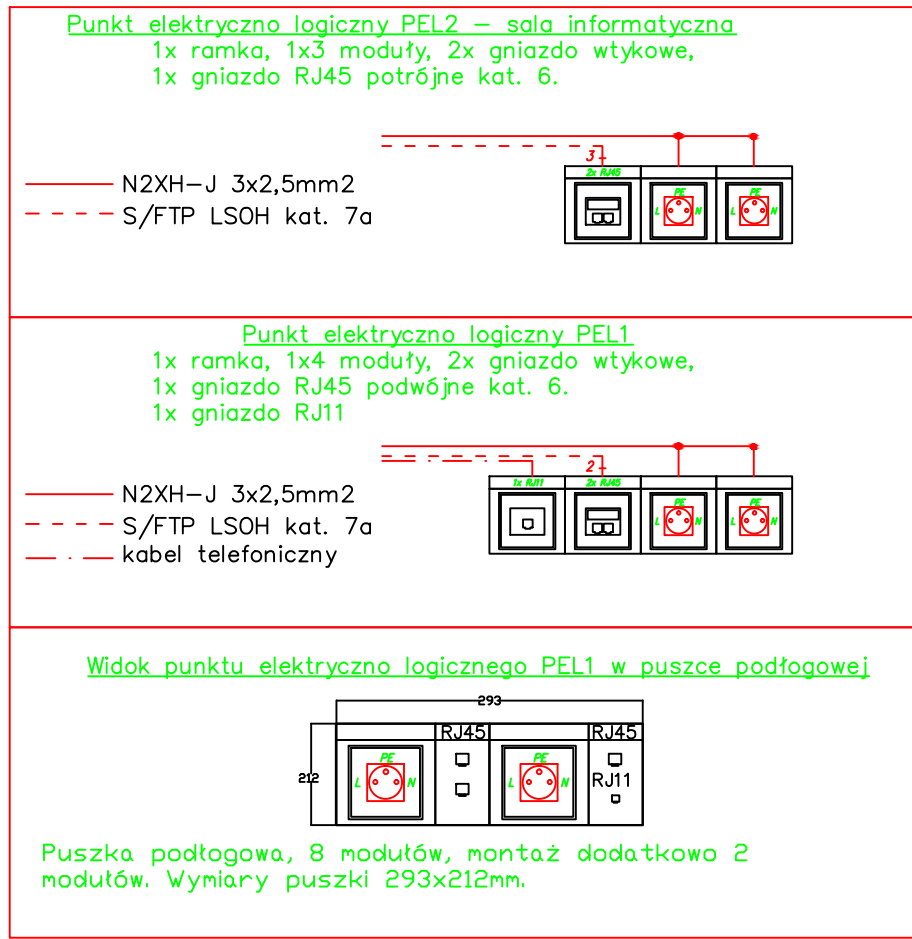 Punkt elektryczno logiczny PEL2 – sala informatyczna
1x ramka, 1x3 moduły, 2x gniazdo wtykowe,
1x gniazdo RJ45 potrójne kat. 6.
3
2x RJ45
N2XH-J 3x2,5mm2
S/FTP LSOH kat. 7a
PE
L N
PE
L N
Punkt elektryczno logiczny PEL1
1x ramka, 1x4 moduły, 2x gniazdo wtykowe,
1x gniazdo RJ45 podwójne kat. 6.
1x gniazdo RJ11
2
1x RJ11
2x RJ45
N2XH-J 3x2,5mm2
S/FTP LSOH kat. 7a
kabel telefoniczny
PE
L N
PE
L N
Widok punktu elektryczno logicznego PEL1 w puszce podłogowej
293
RJ45
RJ45
212
PE
L N
PE
L N
RJ11
Puszka podłogowa, 8 modułów, montaż dodatkowo 2
modułów. Wymiary puszki 293x212mm.